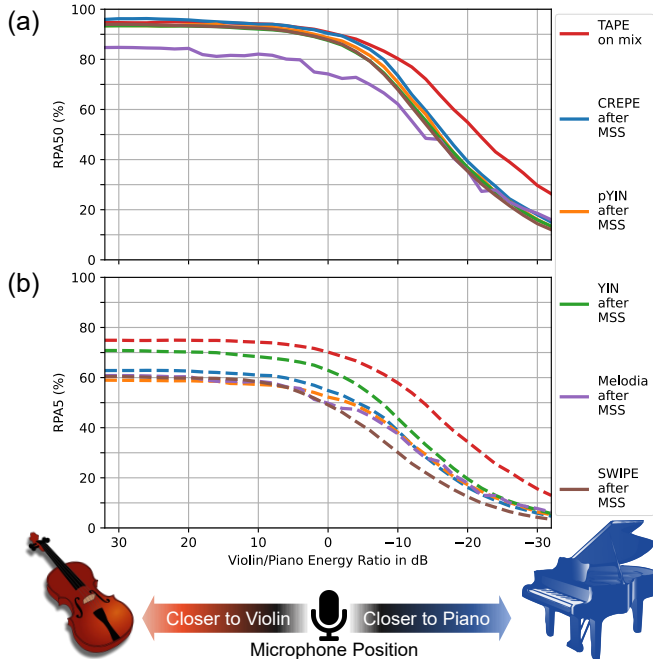 (a)
100
80
60
40
20
0
RPA50 (%)
(b)
100
80
60
40
20
0
RPA5 (%)
30 20 10 0 −10 −20 −30
Violin/Piano Energy Ratio in dB
TAPE
on mix
CREPE
after
MSS
pYIN
after
MSS
YIN
after
MSS
Melodia
after
MSS
SWIPE
after
MSS
Closer to Violin
Closer to Piano
Microphone Position